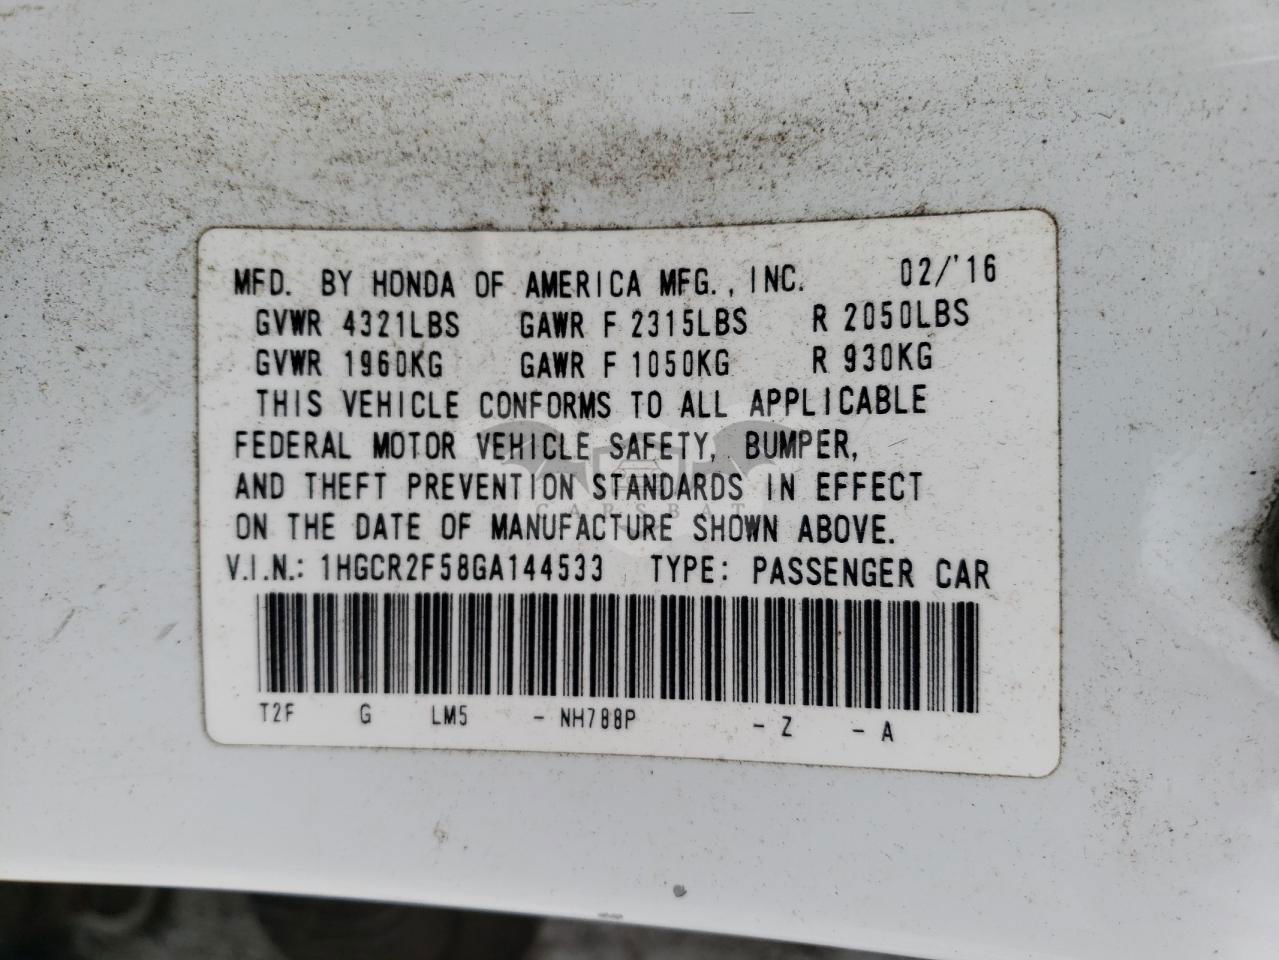 MFD. BY HONDA OF AMERICA MFG., INC. 02/'16
GVWR 4321LBS GAWR F 2315LBS R 2050LBS
GVWR 1960KG GAWR F 1050KG R 930KG
THIS VEHICLE CONFORMS TO ALL APPLICABLE
FEDERAL MOTOR VEHICLE SAFETY, BUMPER,
AND THEFT PREVENTION STANDARDS IN EFFECT
CARSBAT
ON THE DATE OF MANUFACTURE SHOWN ABOVE.
V.I.N.: 1HGCR2F58GA144533 TYPE: PASSENGER CAR
T2F G LM5 - NH788P - Z - A